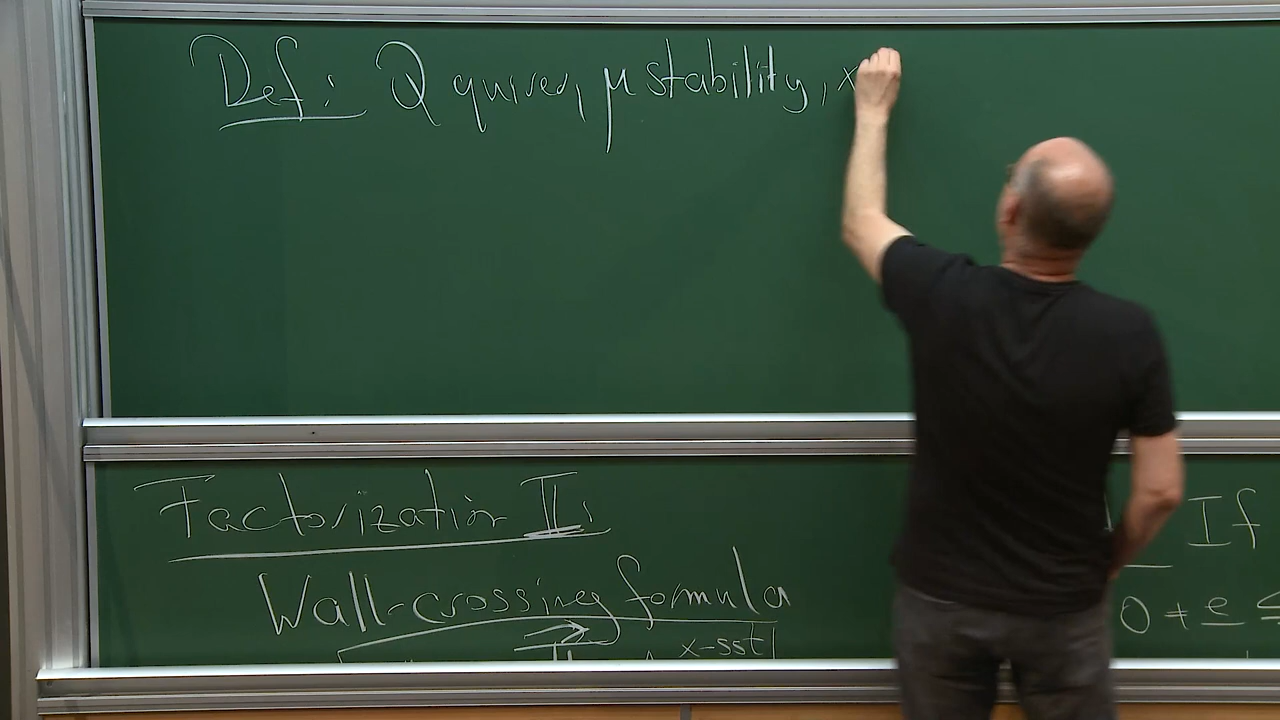 Def: Q quiver, μ stability, x
Factorization II:
Wall-crossing formula
x-sst
If
0 ≠ e